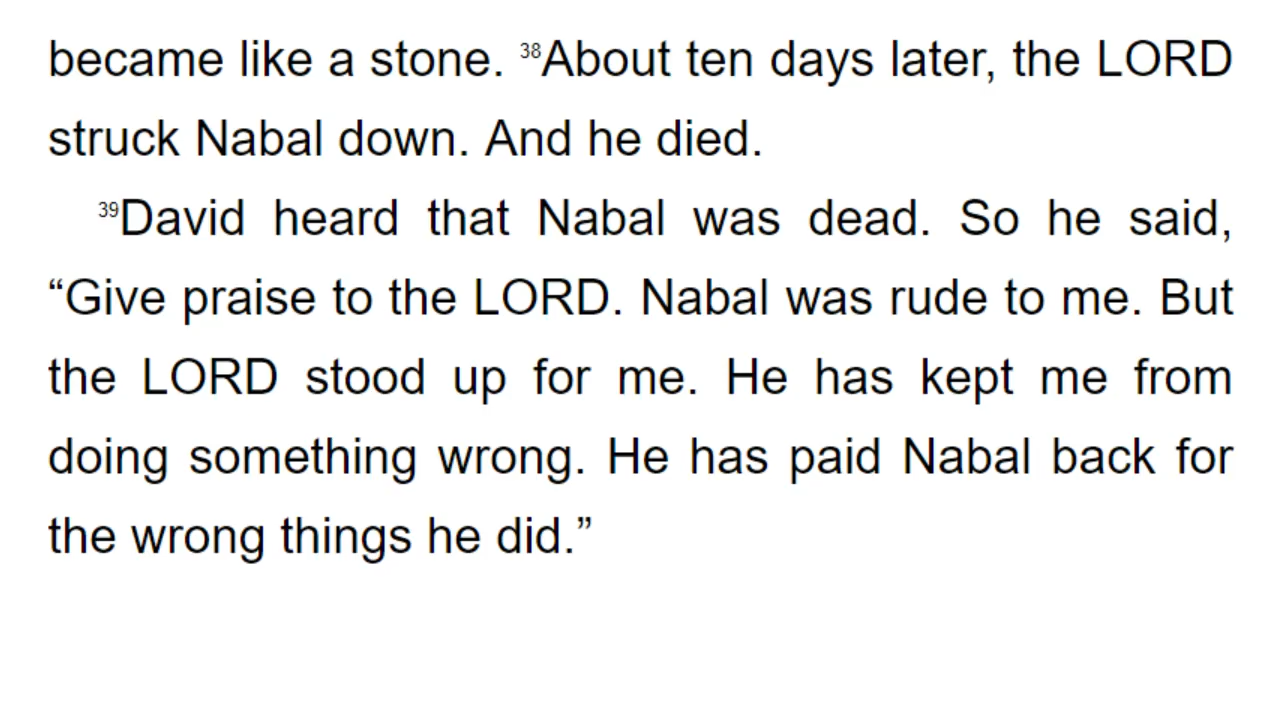 became like a stone. 38About ten days later, the LORD
struck Nabal down. And he died.
39David heard that Nabal was dead. So he said,
“Give praise to the LORD. Nabal was rude to me. But
the LORD stood up for me. He has kept me from
doing something wrong. He has paid Nabal back for
the wrong things he did.”